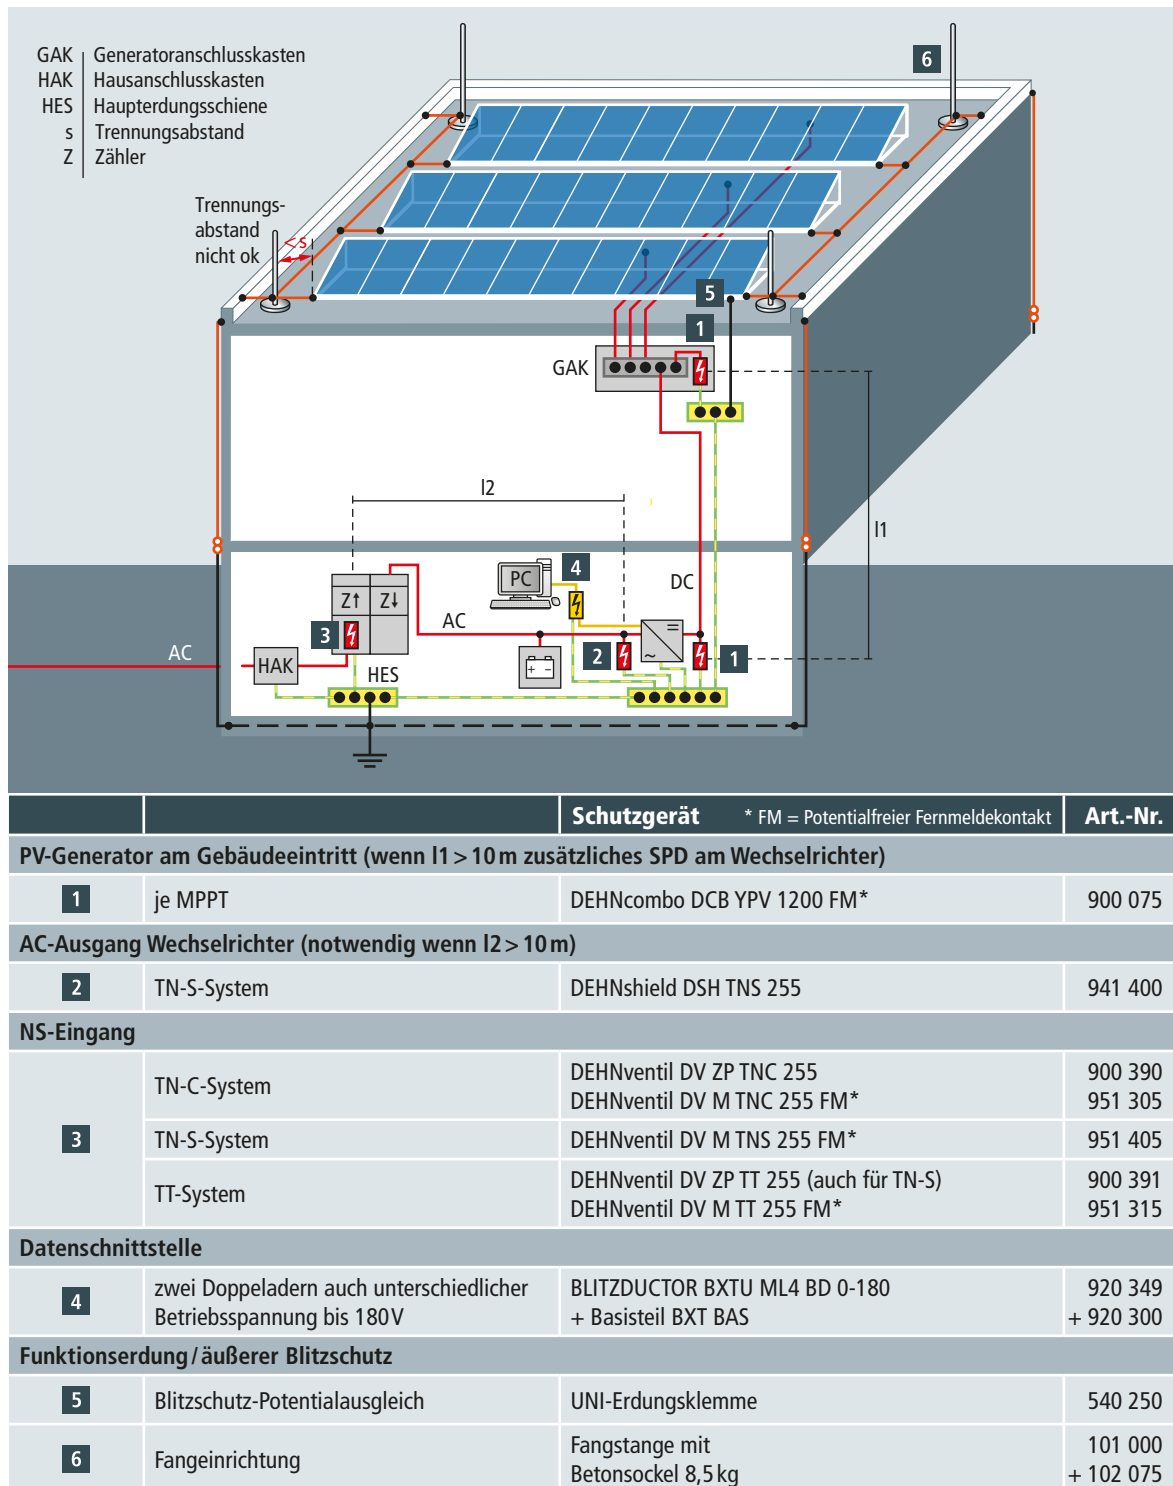 GAK Generatoranschlusskasten
HAK Hausanschlusskasten
HES Haupterdungsschiene
s Trennungsabstand
Z Zähler
6
Trennungs-
abstand
nicht ok
<s
5
1
GAK
l2
l1
PC
4
DC
Z↑ Z↓
3
AC
AC
HAK
HES
+ −
2
~
1
Schutzgerät * FM = Potentialfreier Fernmeldekontakt Art.-Nr.
PV-Generator am Gebäudeeintritt (wenn l1 > 10 m zusätzliches SPD am Wechselrichter)
1 je MPPT DEHNcombo DCB YPV 1200 FM* 900 075
AC-Ausgang Wechselrichter (notwendig wenn l2 > 10 m)
2 TN-S-System DEHNshield DSH TNS 255 941 400
NS-Eingang
3
TN-C-System
DEHNventil DV ZP TNC 255 900 390
DEHNventil DV M TNC 255 FM* 951 305
TN-S-System DEHNventil DV M TNS 255 FM* 951 405
TT-System
DEHNventil DV ZP TT 255 (auch für TN-S) 900 391
DEHNventil DV M TT 255 FM* 951 315
Datenschnittstelle
4
zwei Doppeladern auch unterschiedlicher BLITZDUCTOR BXTU ML4 BD 0-180 920 349
Betriebsspannung bis 180 V + Basisteil BXT BAS + 920 300
Funktionserdung / äußerer Blitzschutz
5 Blitzschutz-Potentialausgleich UNI-Erdungsklemme 540 250
6 Fangeinrichtung
Fangstange mit 101 000
Betonsockel 8,5 kg + 102 075